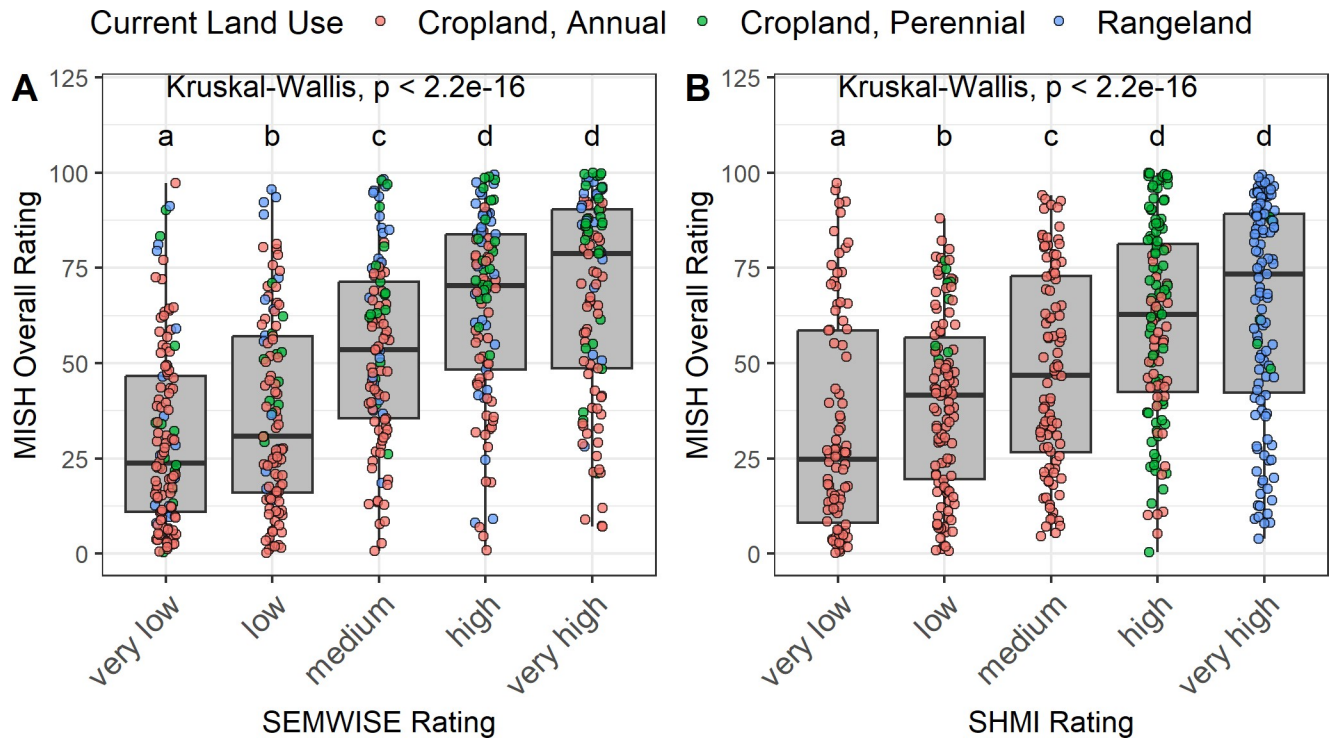 Current Land Use Cropland, Annual Cropland, Perennial Rangeland
A
Kruskal-Wallis, p < 2.2e-16
a b c d d
125
100
75
50
25
0
MISH Overall Rating
very low low medium high very high
SEMWISE Rating
B
Kruskal-Wallis, p < 2.2e-16
a b c d d
125
100
75
50
25
0
MISH Overall Rating
very low low medium high very high
SHMI Rating